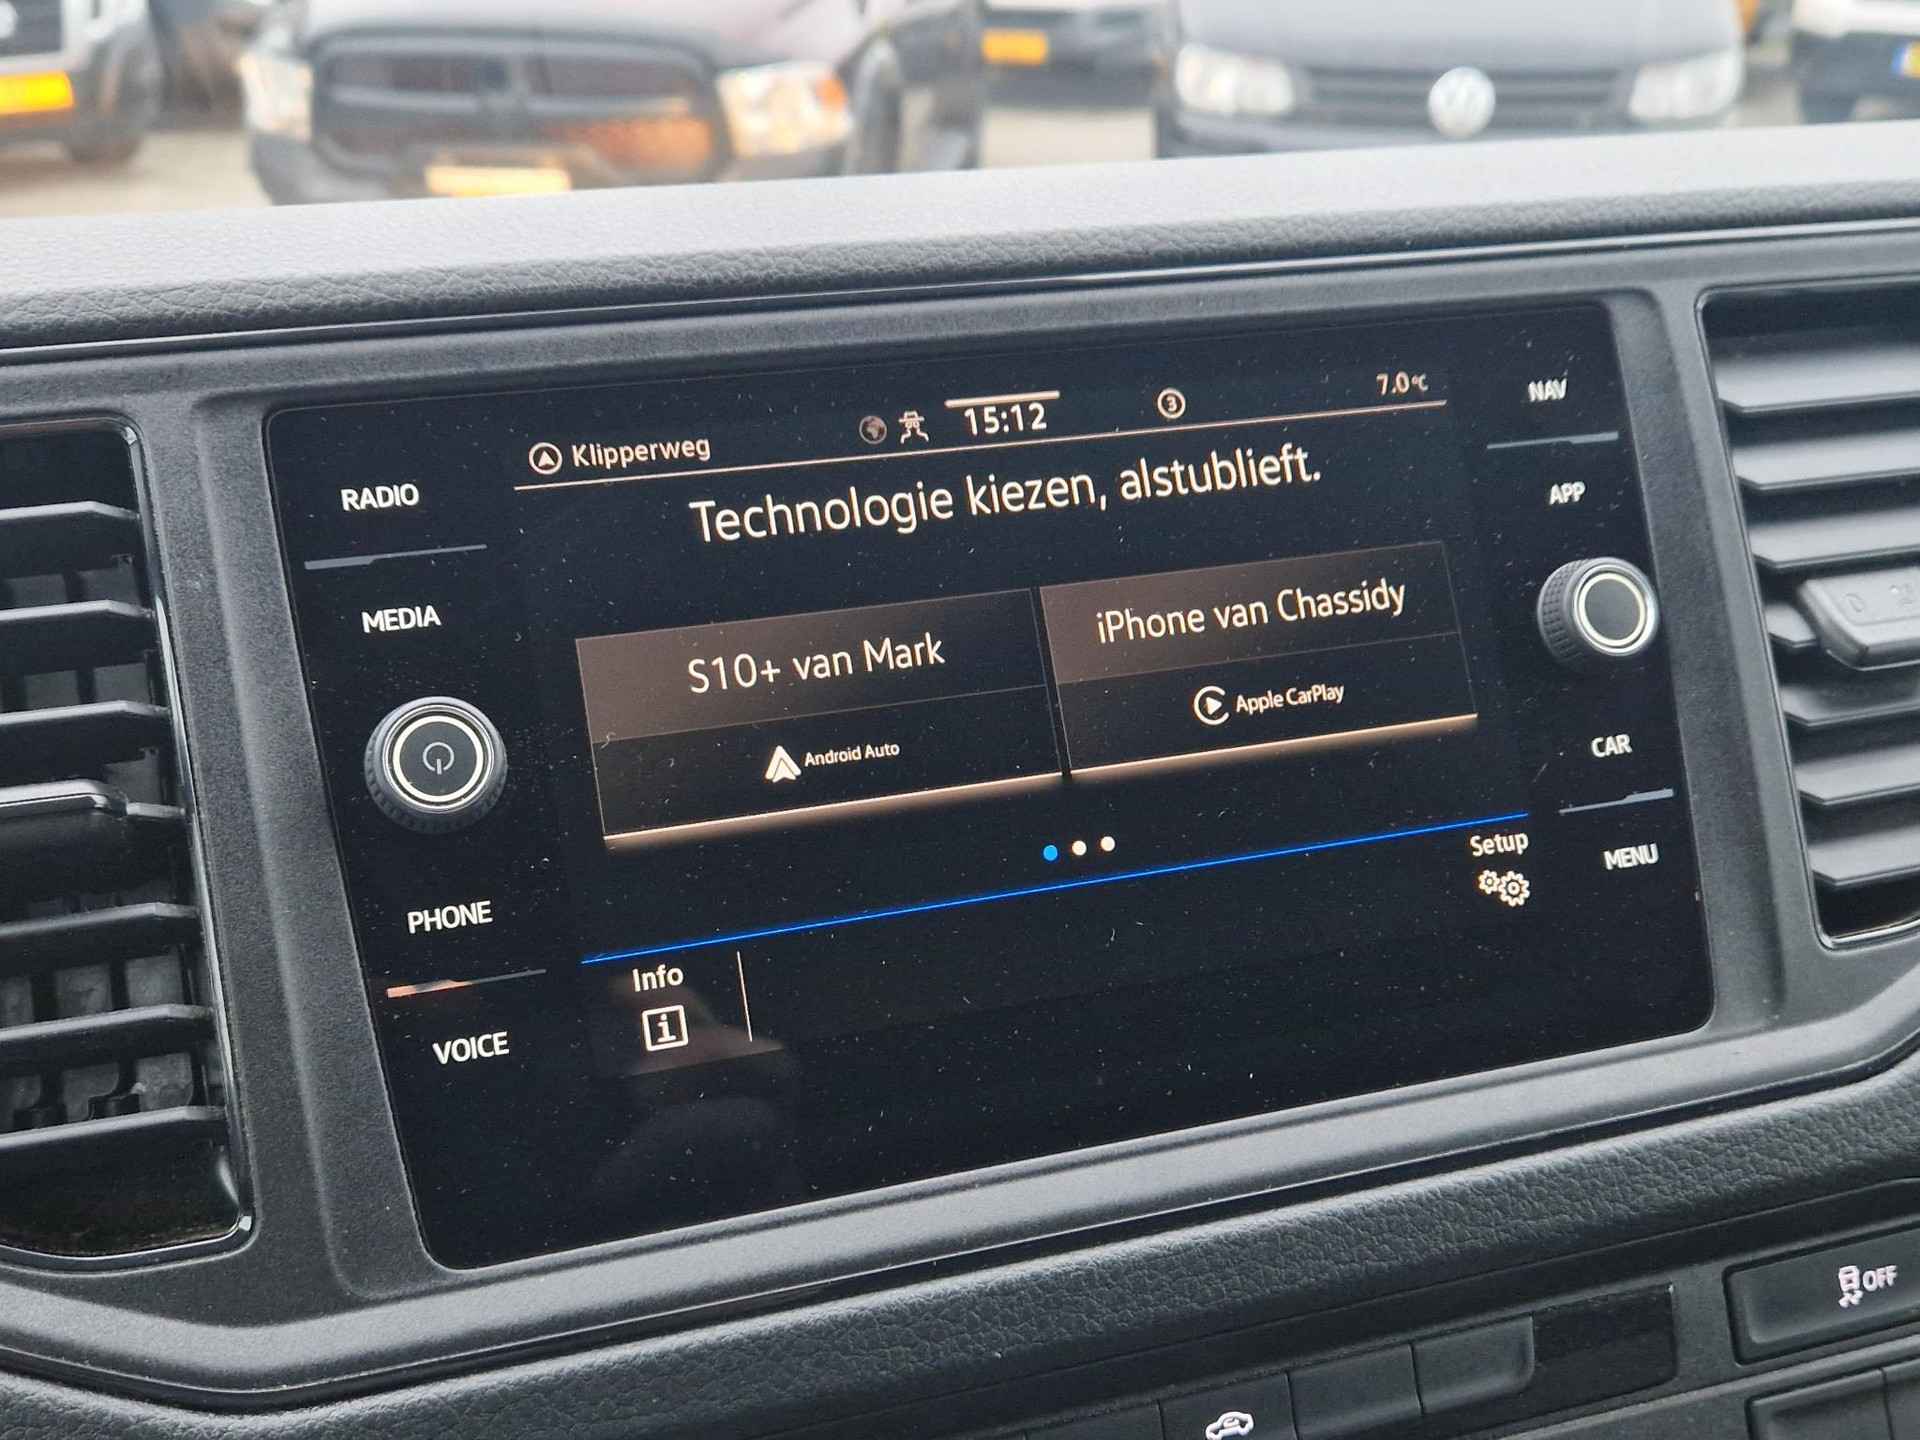 Klipperweg
15:12
3
7.0°C
NAV
RADIO
Technologie kiezen, alstublieft.
APP
MEDIA
S10+ van Mark
iPhone van Chassidy
Android Auto
Apple CarPlay
CAR
PHONE
Setup
MENU
Info
i
VOICE
OFF